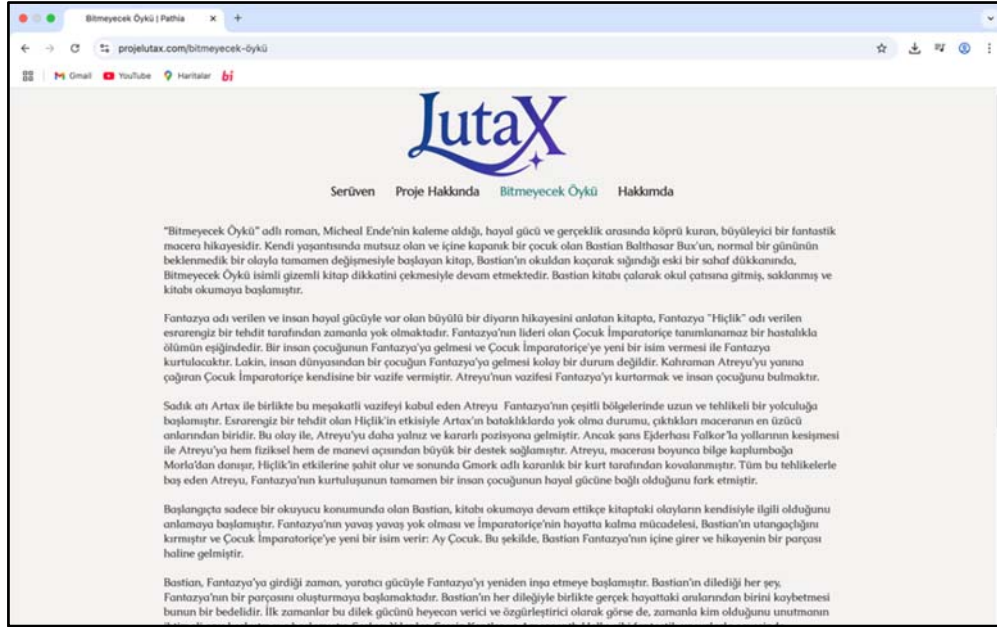 Bitmeyecek Öykü | Pathia
projelutax.com/bitmeyecek-öykü
Gmail YouTube Haritalar bi
LutaX
Serüven Proje Hakkında Bitmeyecek Öykü Hakkımda
"Bitmeyecek Öykü" adlı roman, Micheal Ende'nin kaleme aldığı, hayal gücü ve gerçeklik arasında köprü kuran, büyüleyici bir fantastik
macera hikayesidir. Kendi yaşantısında mutsuz olan ve içine kapanık bir çocuk olan Bastian Balthasar Bux'un, normal bir gününün
beklenmedik bir olayla tamamen değişmesiyle başlayan kitap, Bastian'ın okuldan kaçarak sığındığı eski bir sahaf dükkanında,
Bitmeyecek Öykü isimli gizemli kitap dikkatini çekmesiyle devam etmektedir. Bastian kitabı çalarak okul çatısına gitmiş, saklanmış ve
kitabı okumaya başlamıştır.
Fantazya adı verilen ve insan hayal gücüyle var olan büyülü bir diyarın hikayesini anlatan kitapta, Fantazya "Hiçlik" adı verilen
esrarengiz bir tehdit tarafından zamanla yok olmaktadır. Fantazya'nın lideri olan Çocuk İmparatoriçe tanımlanamaz bir hastalıkla
ölümün eşiğindedir. Bir insan çocuğunun Fantazya'ya gelmesi ve Çocuk İmparatoriçe'ye yeni bir isim vermesi ile Fantazya
kurtulacaktır. Lakin, insan dünyasından bir çocuğun Fantazya'ya gelmesi kolay bir durum değildir. Kahraman Atreyu'yu yanına
çağıran Çocuk İmparatoriçe kendisine bir vazife vermiştir. Atreyu'nun vazifesi Fantazya'yı kurtarmak ve insan çocuğunu bulmaktır.
Sadık atı Artax ile birlikte bu meşakatli vazifeyi kabul eden Atreyu Fantazya'nın çeşitli bölgelerinde uzun ve tehlikeli bir yolculuğa
başlamıştır. Esrarengiz bir tehdit olan Hiçlik'in etkisiyle Artax'ın bataklıklarda yok olma durumu, çıktıkları maceranın en üzücü
anlarından biridir. Bu olay ile, Atreyu'yu daha yalnız ve kararlı pozisyona gelmiştir. Ancak şans Ejderhası Falkor'la yollarının kesişmesi
ile Atreyu'ya hem fiziksel hem de manevi açısından büyük bir destek sağlamıştır. Atreyu, macerası boyunca bilge kaplumbağa
Morla'dan danışır, Hiçlik'in etkilerine şahit olur ve sonunda Gmork adlı karanlık bir kurt tarafından kovalanmıştır. Tüm bu tehlikelerle
baş eden Atreyu, Fantazya'nın kurtuluşunun tamamen bir insan çocuğunun hayal gücüne bağlı olduğunu fark etmiştir.
Başlangıçta sadece bir okuyucu konumunda olan Bastian, kitabı okumaya devam ettikçe kitaptaki olayların kendisiyle ilgili olduğunu
anlamaya başlamıştır. Fantazya'nın yavaş yavaş yok olması ve İmparatoriçe'nin hayatta kalma mücadelesi, Bastian'ın utangaçlığını
kırmıştır ve Çocuk İmparatoriçe'ye yeni bir isim verir: Ay Çocuk. Bu şekilde, Bastian Fantazya'nın içine girer ve hikayenin bir parçası
haline gelmiştir.
Bastian, Fantazya'ya girdiği zaman, yaratıcı gücüyle Fantazya'yı yeniden inşa etmeye başlamıştır. Bastian'ın dilediği her şey,
Fantazya'nın bir parçasını oluşturmaya başlamaktadır. Bastian'ın her dileğiyle birlikte gerçek hayattaki anılarından birini kaybetmesi
bunun bir bedelidir. İlk zamanlar bu dilek gücünü heyecan verici ve özgürleştirici olarak görse de, zamanla kim olduğunu unutmanın